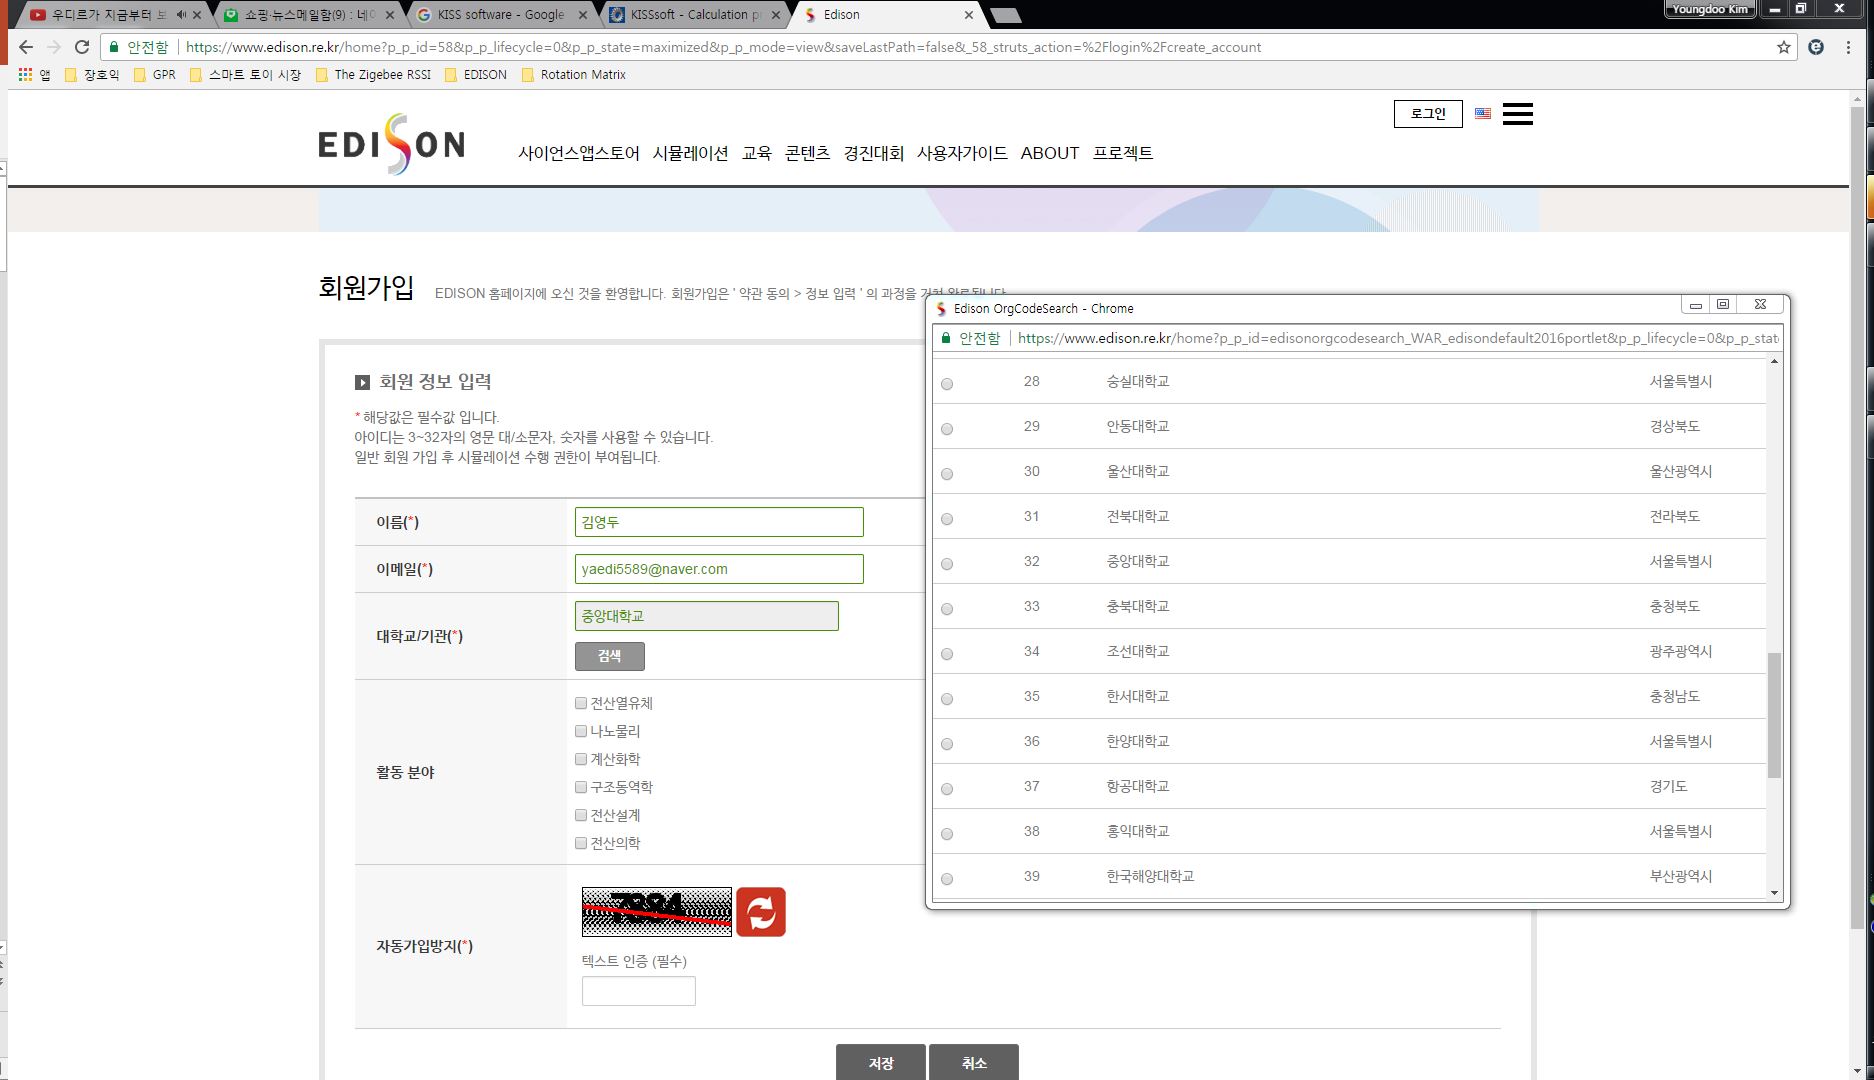 우디르가 지금부터 보
쇼핑·뉴스메일함(9) : 네이
KISS software - Google
KISSsoft - Calculation p
Edison
Youngdoo Kim
안전함
https://www.edison.re.kr/home?p_p_id=58&p_p_lifecycle=0&p_p_state=maximized&p_p_mode=view&saveLastPath=false&_58_struts_action=%2Flogin%2Fcreate_account
앱
장호익
GPR
스마트 토이 시장
The Zigebee RSSI
EDISON
Rotation Matrix
로그인
EDISON
사이언스앱스토어 시뮬레이션 교육 콘텐츠 경진대회 사용자가이드 ABOUT 프로젝트
회원가입
EDISON 홈페이지에 오신 것을 환영합니다. 회원가입은 ' 약관 동의 > 정보 입력 ' 의 과정을
Edison OrgCodeSearch - Chrome
안전함
https://www.edison.re.kr/home?p_p_id=edisonorgcodesearch_WAR_edisondefault2016portlet&p_p_lifecycle=0&p_p_stat
28 숭실대학교 서울특별시
29 안동대학교 경상북도
30 울산대학교 울산광역시
31 전북대학교 전라북도
32 중앙대학교 서울특별시
33 충북대학교 충청북도
34 조선대학교 광주광역시
35 한서대학교 충청남도
36 한양대학교 서울특별시
37 항공대학교 경기도
38 홍익대학교 서울특별시
39 한국해양대학교 부산광역시
회원 정보 입력
* 해당값은 필수값 입니다.
아이디는 3~32자의 영문 대/소문자, 숫자를 사용할 수 있습니다.
일반 회원 가입 후 시뮬레이션 수행 권한이 부여됩니다.
이름(*)
김영두
이메일(*)
yaedi5589@naver.com
대학교/기관(*)
중앙대학교
검색
활동 분야
전산열유체
나노물리
계산화학
구조동역학
전산설계
전산의학
자동가입방지(*)
텍스트 인증 (필수)
저장
취소